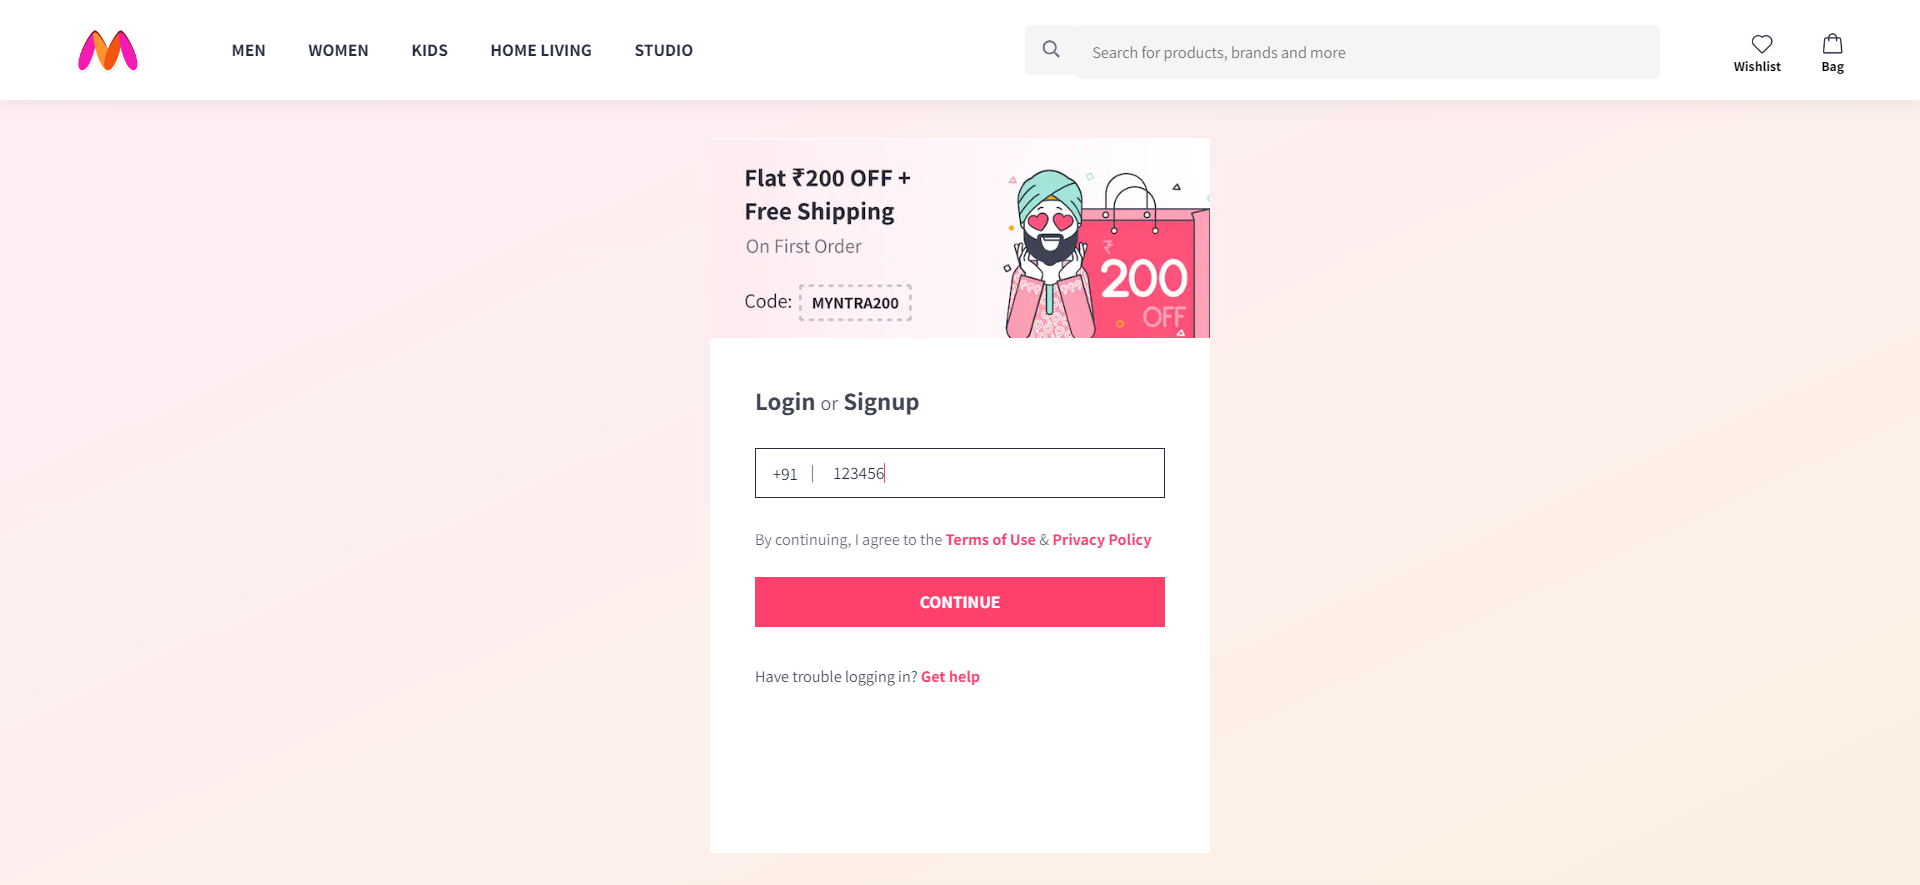 MEN WOMEN KIDS HOME LIVING STUDIO Search for products, brands and more Wishlist Bag
Flat ₹200 OFF +
Free Shipping
On First Order
Code: MYNTRA200
₹
200
OFF
Login or Signup
+91 | 123456
By continuing, I agree to the Terms of Use & Privacy Policy
CONTINUE
Have trouble logging in? Get help